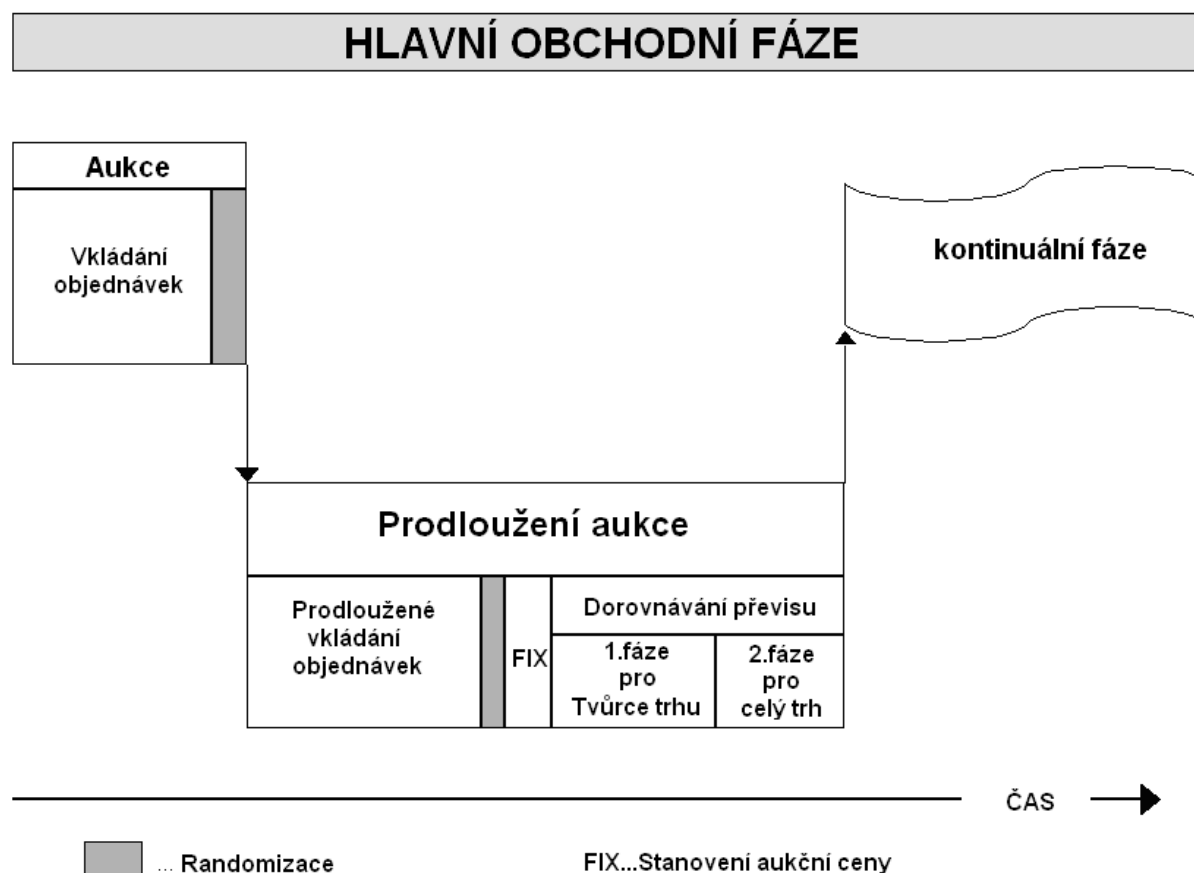 HLAVNÍ OBCHODNÍ FÁZE
Aukce
Vkládání
objednávek
kontinuální fáze
Prodloužení aukce
Prodloužené
vkládání
objednávek
FIX
Dorovnávání převisu
1.fáze
pro
Tvůrce trhu
2.fáze
pro
celý trh
ČAS
... Randomizace
FIX...Stanovení aukční ceny